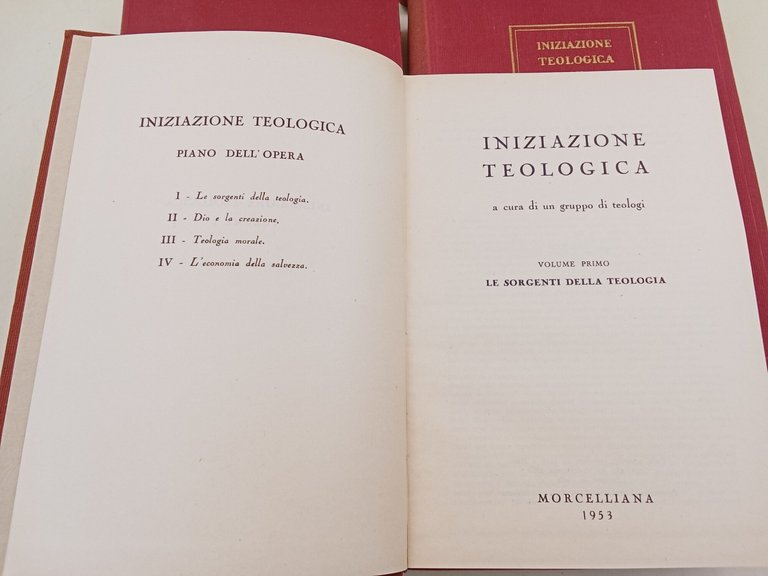 INIZIAZIONE
TEOLOGICA
INIZIAZIONE TEOLOGICA
PIANO DELL'OPERA
I - Le sorgenti della teologia.
II - Dio e la creazione.
III - Teologia morale.
IV - L'economia della salvezza.
INIZIAZIONE
TEOLOGICA
a cura di un gruppo di teologi
VOLUME PRIMO
LE SORGENTI DELLA TEOLOGIA
MORCELLIANA
1953